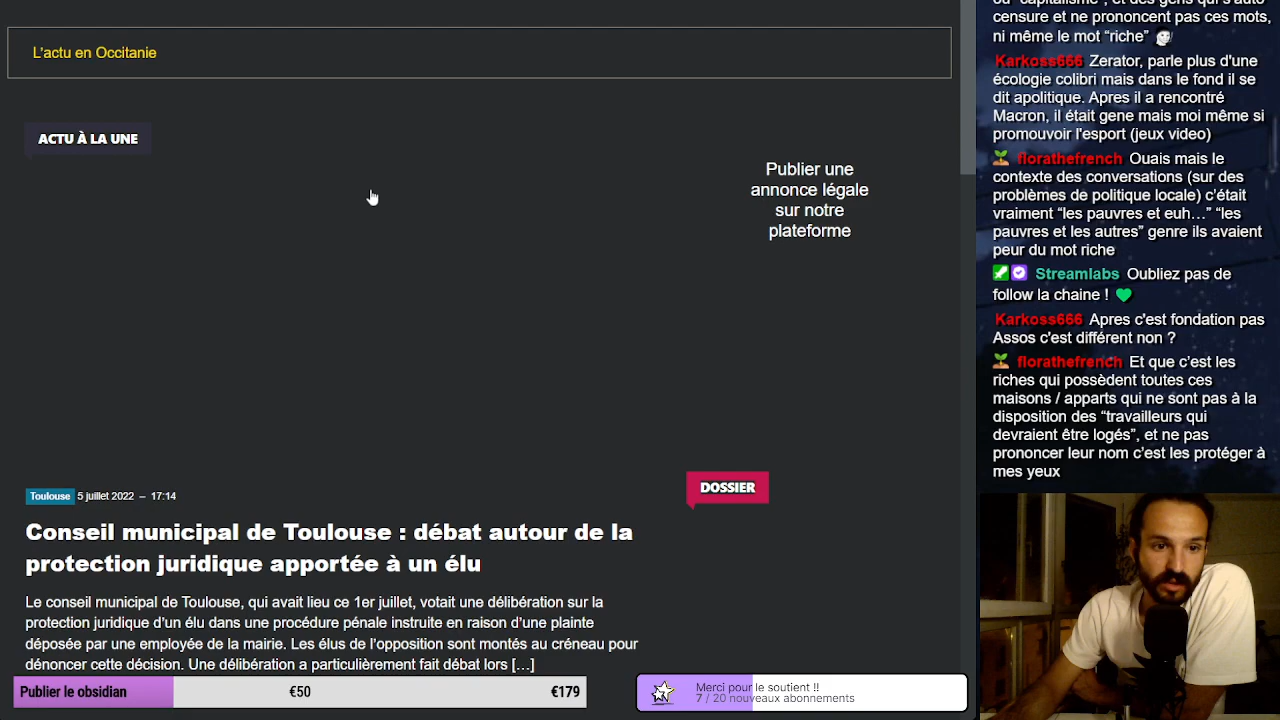 L'actu en Occitanie
ACTU À LA UNE
Publier une
annonce légale
sur notre
plateforme
DOSSIER
Toulouse 5 juillet 2022 – 17:14
Conseil municipal de Toulouse : débat autour de la
protection juridique apportée à un élu
Le conseil municipal de Toulouse, qui avait lieu ce 1er juillet, votait une délibération sur la
protection juridique d'un élu dans une procédure pénale instruite en raison d'une plainte
déposée par une employée de la mairie. Les élus de l'opposition sont montés au créneau pour
dénoncer cette décision. Une délibération a particulièrement fait débat lors […]
Publier le obsidian €50 €179
Merci pour le soutient !!
7 / 20 nouveaux abonnements
ou "capitalisme", et des gens qui s'auto
censure et ne prononcent pas ces mots,
ni même le mot “riche”
Karkoss666 Zerator, parle plus d'une
écologie colibri mais dans le fond il se
dit apolitique. Apres il a rencontré
Macron, il était gene mais moi même si
promouvoir l'esport (jeux video)
florathefrench Ouais mais le
contexte des conversations (sur des
problèmes de politique locale) c’était
vraiment “les pauvres et euh…” “les
pauvres et les autres” genre ils avaient
peur du mot riche
Streamlabs Oubliez pas de
follow la chaine !
Karkoss666 Apres c'est fondation pas
Assos c'est différent non ?
florathefrench Et que c’est les
riches qui possèdent toutes ces
maisons / apparts qui ne sont pas à la
disposition des “travailleurs qui
devraient être logés”, et ne pas
prononcer leur nom c’est les protéger à
mes yeux